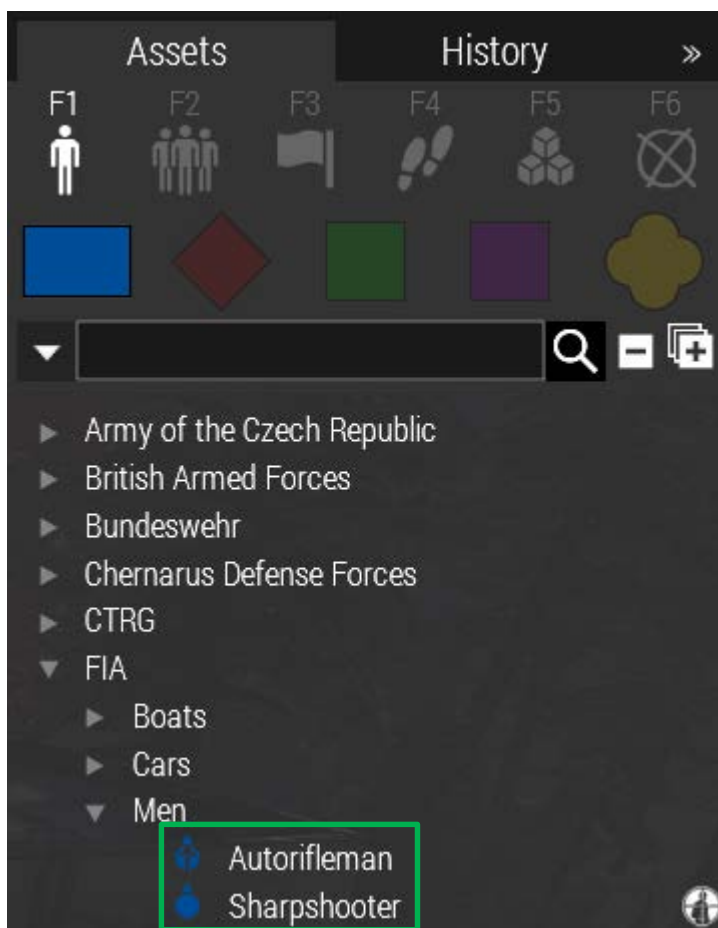 Assets History »
F1 F2 F3 F4 F5 F6
Army of the Czech Republic
British Armed Forces
Bundeswehr
Chernarus Defense Forces
CTRG
FIA
Boats
Cars
Men
Autorifleman
Sharpshooter